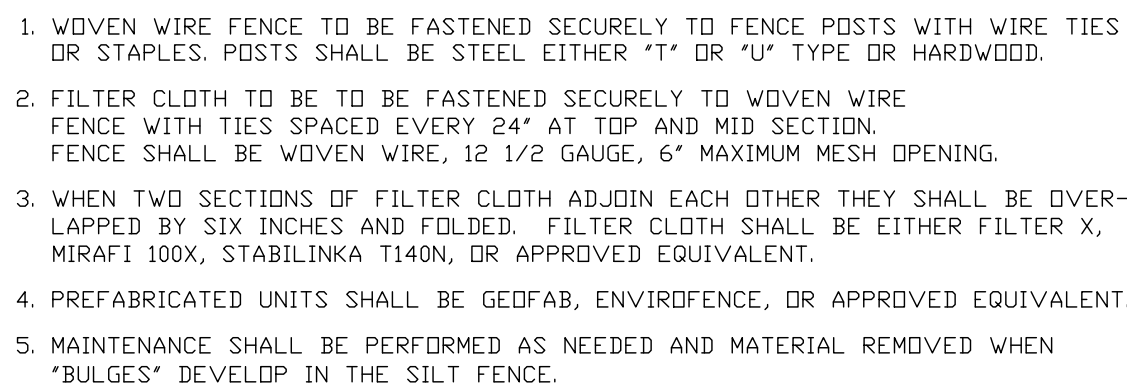 1. WOVEN WIRE FENCE TO BE FASTENED SECURELY TO FENCE POSTS WITH WIRE TIES
OR STAPLES. POSTS SHALL BE STEEL EITHER "T" OR "U" TYPE OR HARDWOOD.
2. FILTER CLOTH TO BE TO BE FASTENED SECURELY TO WOVEN WIRE
FENCE WITH TIES SPACED EVERY 24" AT TOP AND MID SECTION.
FENCE SHALL BE WOVEN WIRE, 12 1/2 GAUGE, 6" MAXIMUM MESH OPENING.
3. WHEN TWO SECTIONS OF FILTER CLOTH ADJOIN EACH OTHER THEY SHALL BE OVER-
LAPPED BY SIX INCHES AND FOLDED. FILTER CLOTH SHALL BE EITHER FILTER X,
MIRAFI 100X, STABILINKA T140N, OR APPROVED EQUIVALENT.
4. PREFABRICATED UNITS SHALL BE GEOFAB, ENVIROFENCE, OR APPROVED EQUIVALENT.
5. MAINTENANCE SHALL BE PERFORMED AS NEEDED AND MATERIAL REMOVED WHEN
"BULGES" DEVELOP IN THE SILT FENCE.